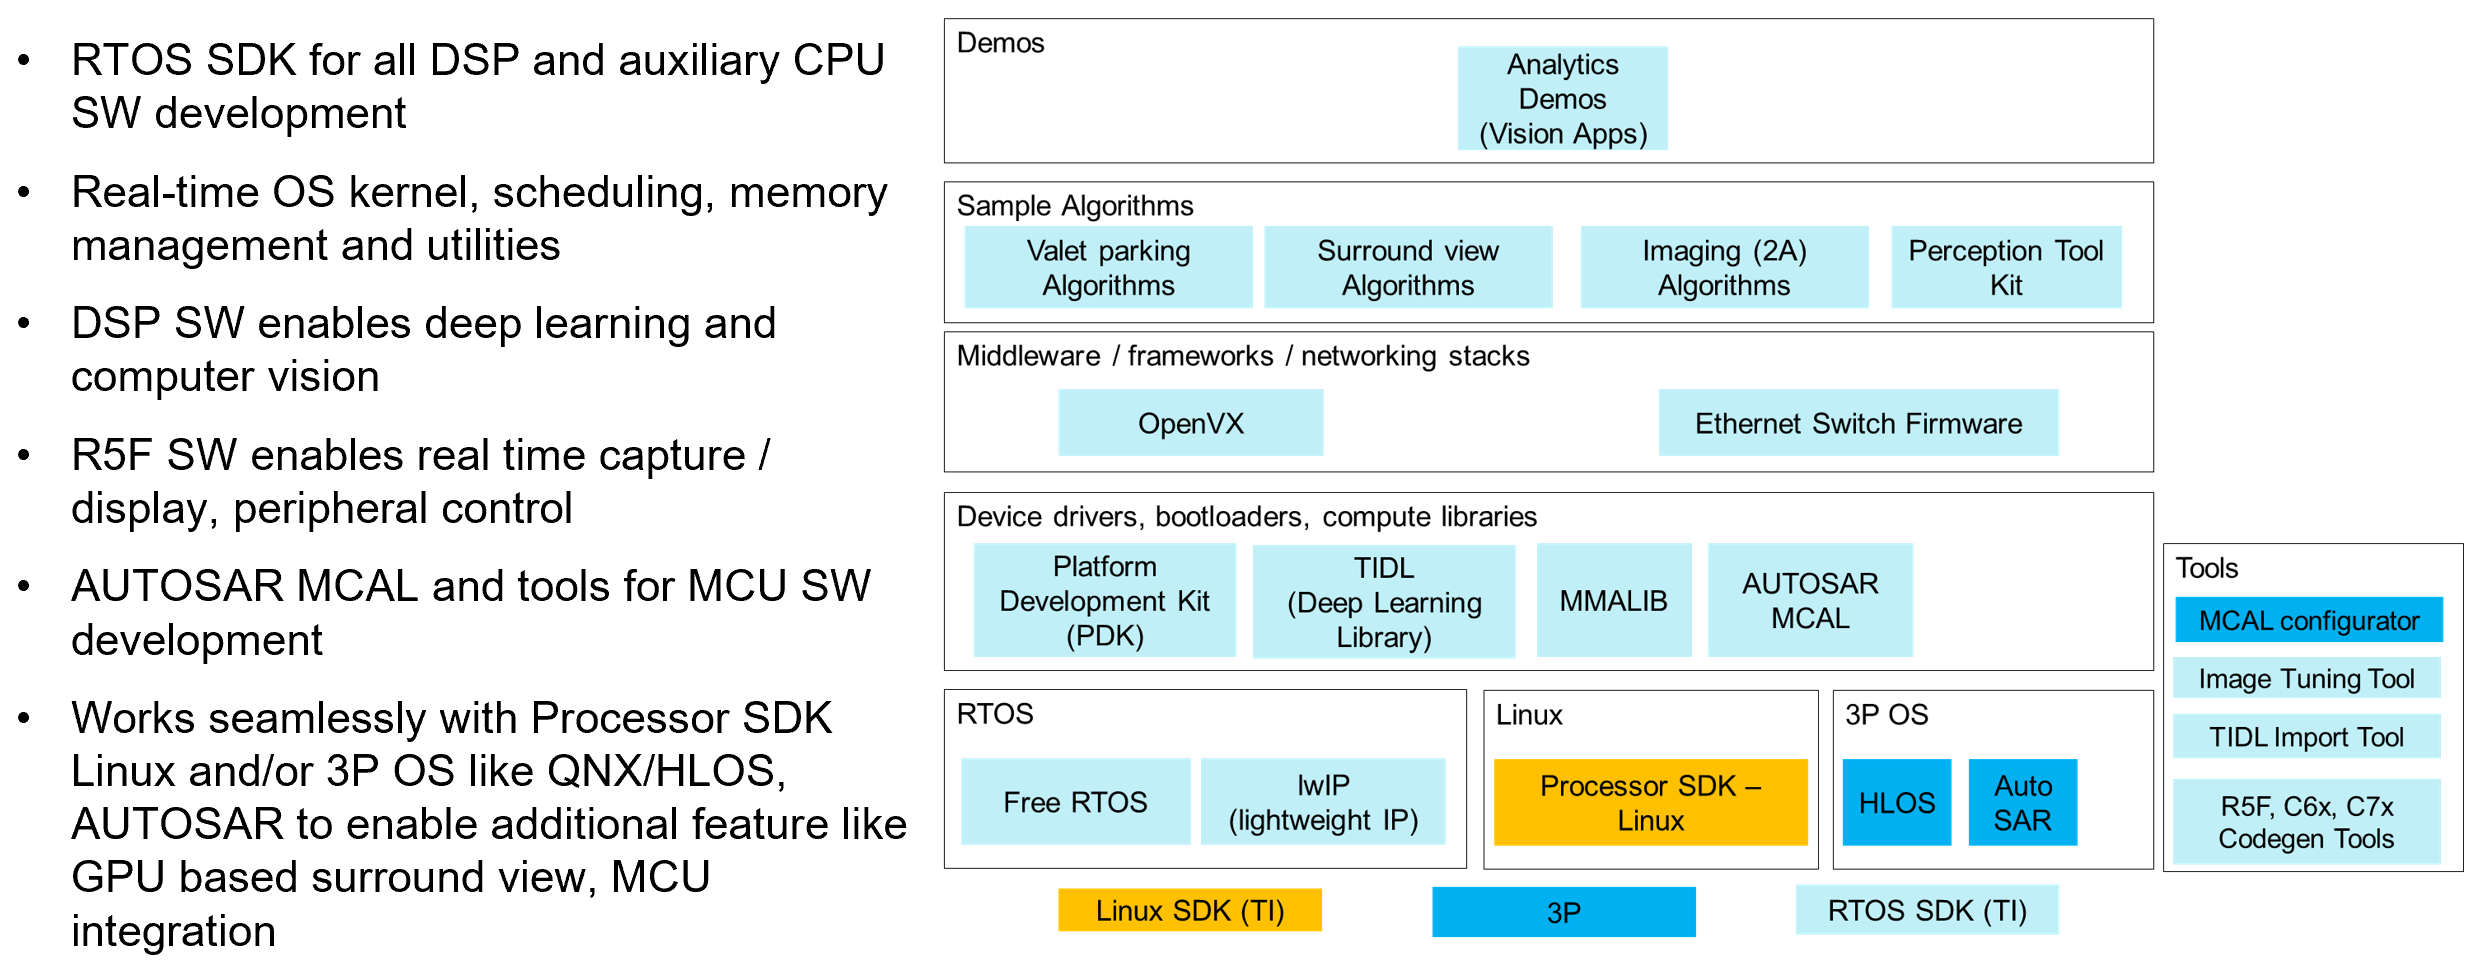 • RTOS SDK for all DSP and auxiliary CPU
SW development
• Real-time OS kernel, scheduling, memory
management and utilities
• DSP SW enables deep learning and
computer vision
• R5F SW enables real time capture /
display, peripheral control
• AUTOSAR MCAL and tools for MCU SW
development
• Works seamlessly with Processor SDK
Linux and/or 3P OS like QNX/HLOS,
AUTOSAR to enable additional feature like
GPU based surround view, MCU
integration
Demos
Analytics
Demos
(Vision Apps)
Sample Algorithms
Valet parking
Algorithms
Surround view
Algorithms
Imaging (2A)
Algorithms
Perception Tool
Kit
Middleware / frameworks / networking stacks
OpenVX
Ethernet Switch Firmware
Device drivers, bootloaders, compute libraries
Platform
Development Kit
(PDK)
TIDL
(Deep Learning
Library)
MMALIB
AUTOSAR
MCAL
RTOS
Free RTOS
lwIP
(lightweight IP)
Linux
Processor SDK –
Linux
3P OS
HLOS
Auto
SAR
Tools
MCAL configurator
Image Tuning Tool
TIDL Import Tool
R5F, C6x, C7x
Codegen Tools
Linux SDK (TI)
3P
RTOS SDK (TI)